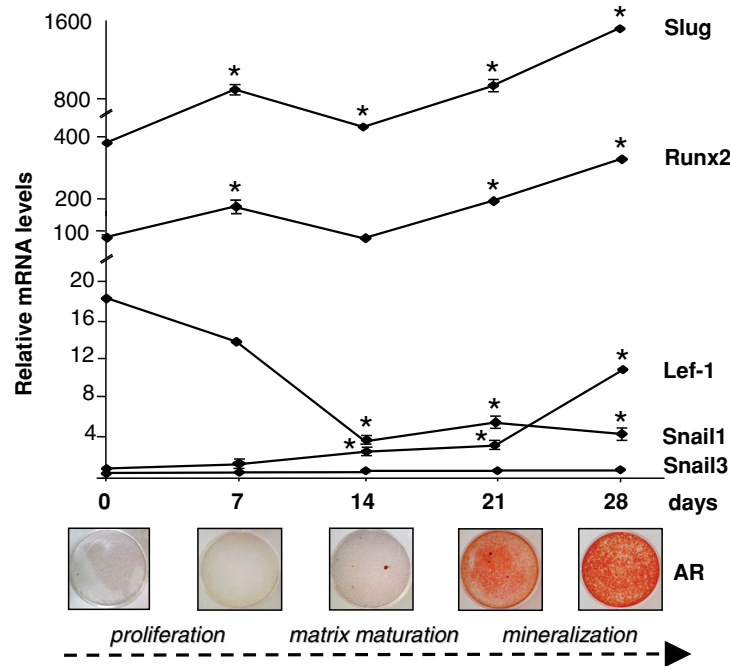 1600
Slug
*
*
*
*
800
400
Runx2
*
*
*
200
100
Relative mRNA levels
20
16
12
8
4
*
Lef-1
*
*
*
Snail1
*
*
Snail3
0 7 14 21 28 days
AR
proliferation matrix maturation mineralization